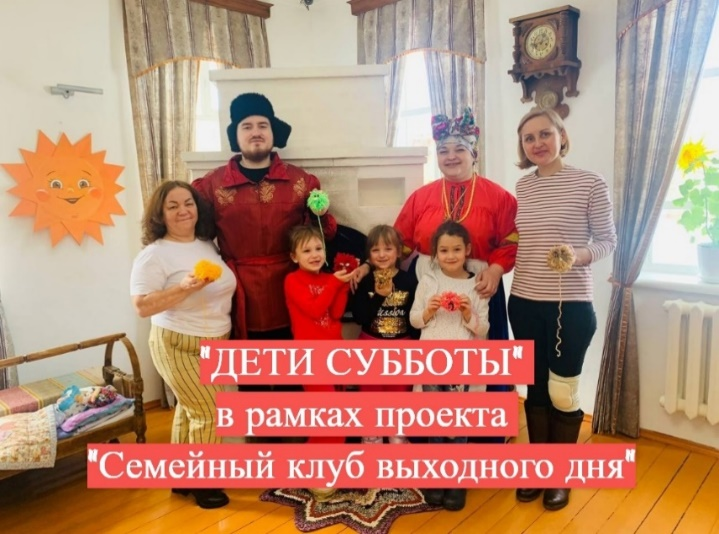 "ДЕТИ СУББОТЫ"
в рамках проекта
"Семейный клуб выходного дня"